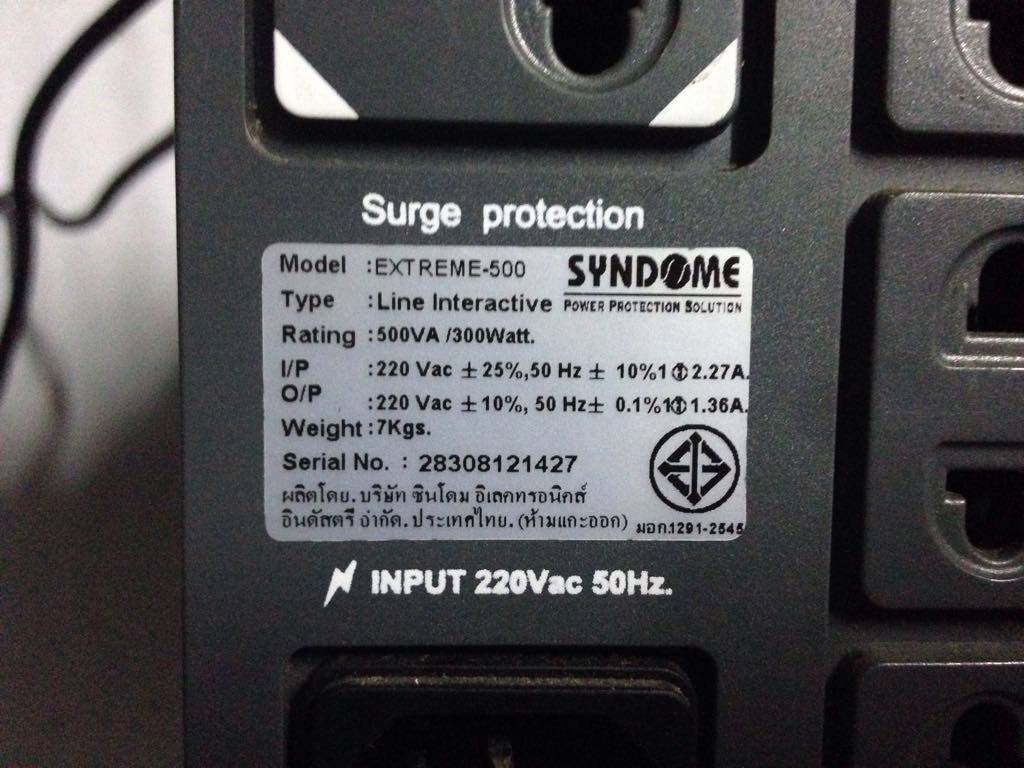 Surge protection
Model :EXTREME-500
SYNDOME
POWER PROTECTION SOLUTION
Type :Line Interactive
Rating :500VA /300Watt.
I/P :220 Vac ± 25%,50 Hz ± 10%1 2.27A.
O/P :220 Vac ±10%, 50 Hz± 0.1%1 1.36A.
Weight :7Kgs.
Serial No. : 28308121427
ผลิตโดย. บริษัท ซินโดม อิเลคทรอนิกส์
อินดัสตรี จำกัด. ประเทศไทย. (ห้ามแกะออก)
มอก.1291-2545
INPUT 220Vac 50Hz.